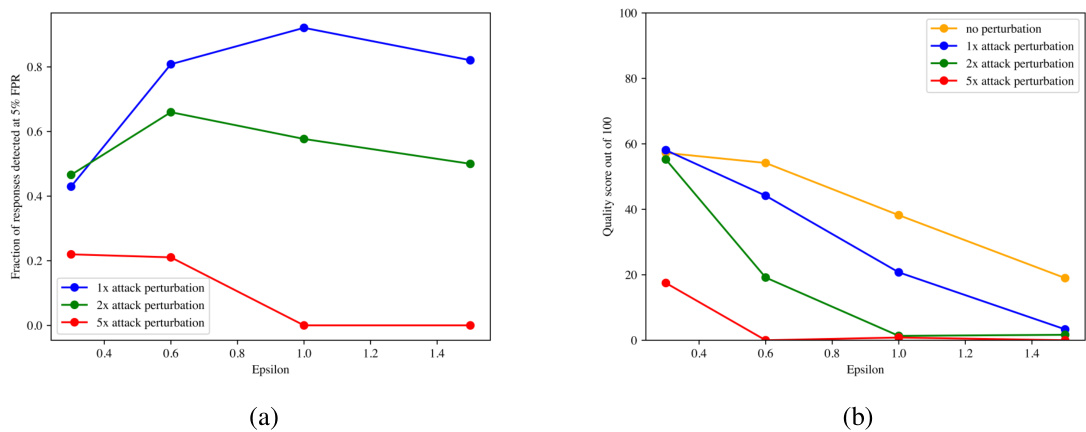 Fraction of responses detected at 5% FPR
0.8
0.6
0.4
0.2
0.0
1x attack perturbation
2x attack perturbation
5x attack perturbation
0.4 0.6 0.8 1.0 1.2 1.4
Epsilon
(a)
Quality score out of 100
100
80
60
40
20
0
no perturbation
1x attack perturbation
2x attack perturbation
5x attack perturbation
0.4 0.6 0.8 1.0 1.2 1.4
Epsilon
(b)